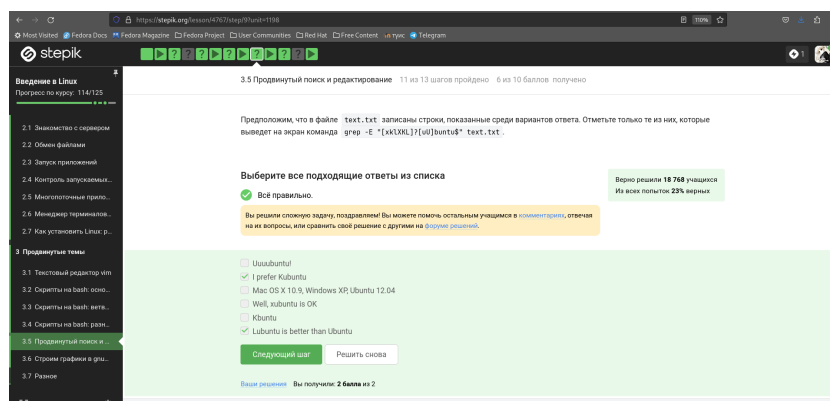 https://stepik.org/lesson/4767/step/9?unit=1198
110%
Most Visited Fedora Docs Fedora Magazine Fedora Project User Communities Red Hat Free Content Telegram
stepik
1
Введение в Linux
Прогресс по курсу: 114/125
2.1 Знакомство с сервером
2.2 Обмен файлами
2.3 Запуск приложений
2.4 Контроль запускаемых...
2.5 Многопоточные прило...
2.6 Менеджер терминалов...
2.7 Как установить Linux: р...
3 Продвинутые темы
3.1 Текстовый редактор vim
3.2 Скрипты на bash: осно...
3.3 Скрипты на bash: ветв...
3.4 Скрипты на bash: разн...
3.5 Продвинутый поиск и ...
3.6 Строим графики в gnu...
3.7 Разное
3.5 Продвинутый поиск и редактирование 11 из 13 шагов пройдено 6 из 10 баллов получено
Предположим, что в файле text.txt записаны строки, показанные среди вариантов ответа. Отметьте только те из них, которые
выведет на экран команда grep -E "[xklXKL]?[uU]buntu$" text.txt .
Выберите все подходящие ответы из списка
Верно решили 18 768 учащихся
Из всех попыток 23% верных
Всё правильно.
Вы решили сложную задачу, поздравляем! Вы можете помочь остальным учащимся в комментариях, отвечая
на их вопросы, или сравнить своё решение с другими на форуме решений.
Uuuubuntu!
I prefer Kubuntu
Mac OS X 10.9, Windows XP, Ubuntu 12.04
Well, xubuntu is OK
Kbuntu
Lubuntu is better than Ubuntu
Следующий шаг Решить снова
Ваши решения Вы получили: 2 балла из 2